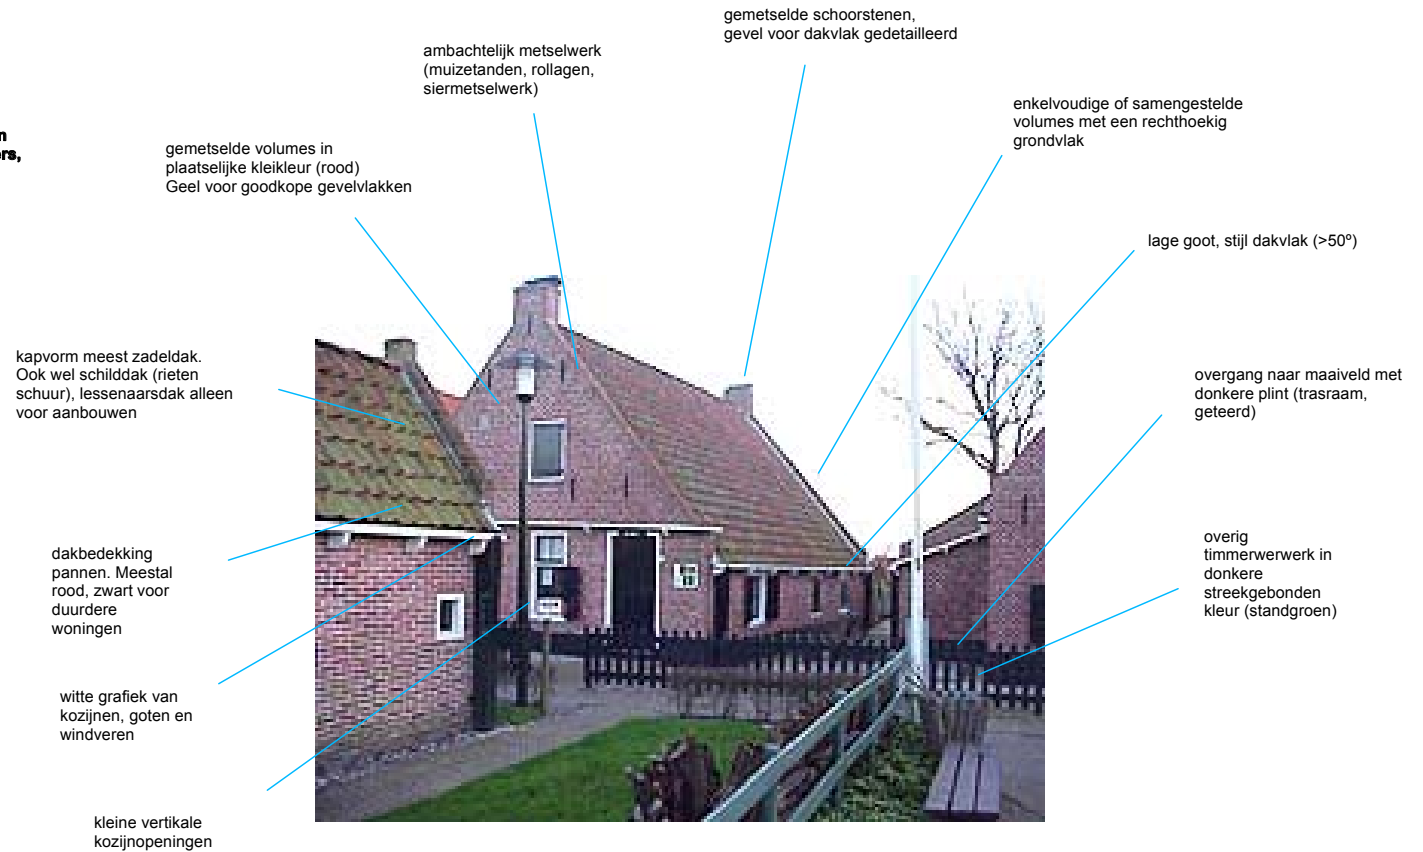 gemetselde schoorstenen,
gevel voor dakvlak gedetailleerd
ambachtelijk metselwerk
(muizetanden, rollagen,
siermetselwerk)
enkelvoudige of samengestelde
volumes met een rechthoekig
grondvlak
gemetselde volumes in
plaatselijke kleikleur (rood)
Geel voor goodkope gevelvlakken
lage goot, stijl dakvlak (>50º)
kapvorm meest zadeldak.
Ook wel schilddak (rieten
schuur), lessenaarsdak alleen
voor aanbouwen
overgang naar maaiveld met
donkere plint (trasraam,
geteerd)
dakbedekking
pannen. Meestal
rood, zwart voor
duurdere
woningen
overig
timmerwerwerk in
donkere
streekgebonden
kleur (standgroen)
witte grafiek van
kozijnen, goten en
windveren
kleine vertikale
kozijnopeningen